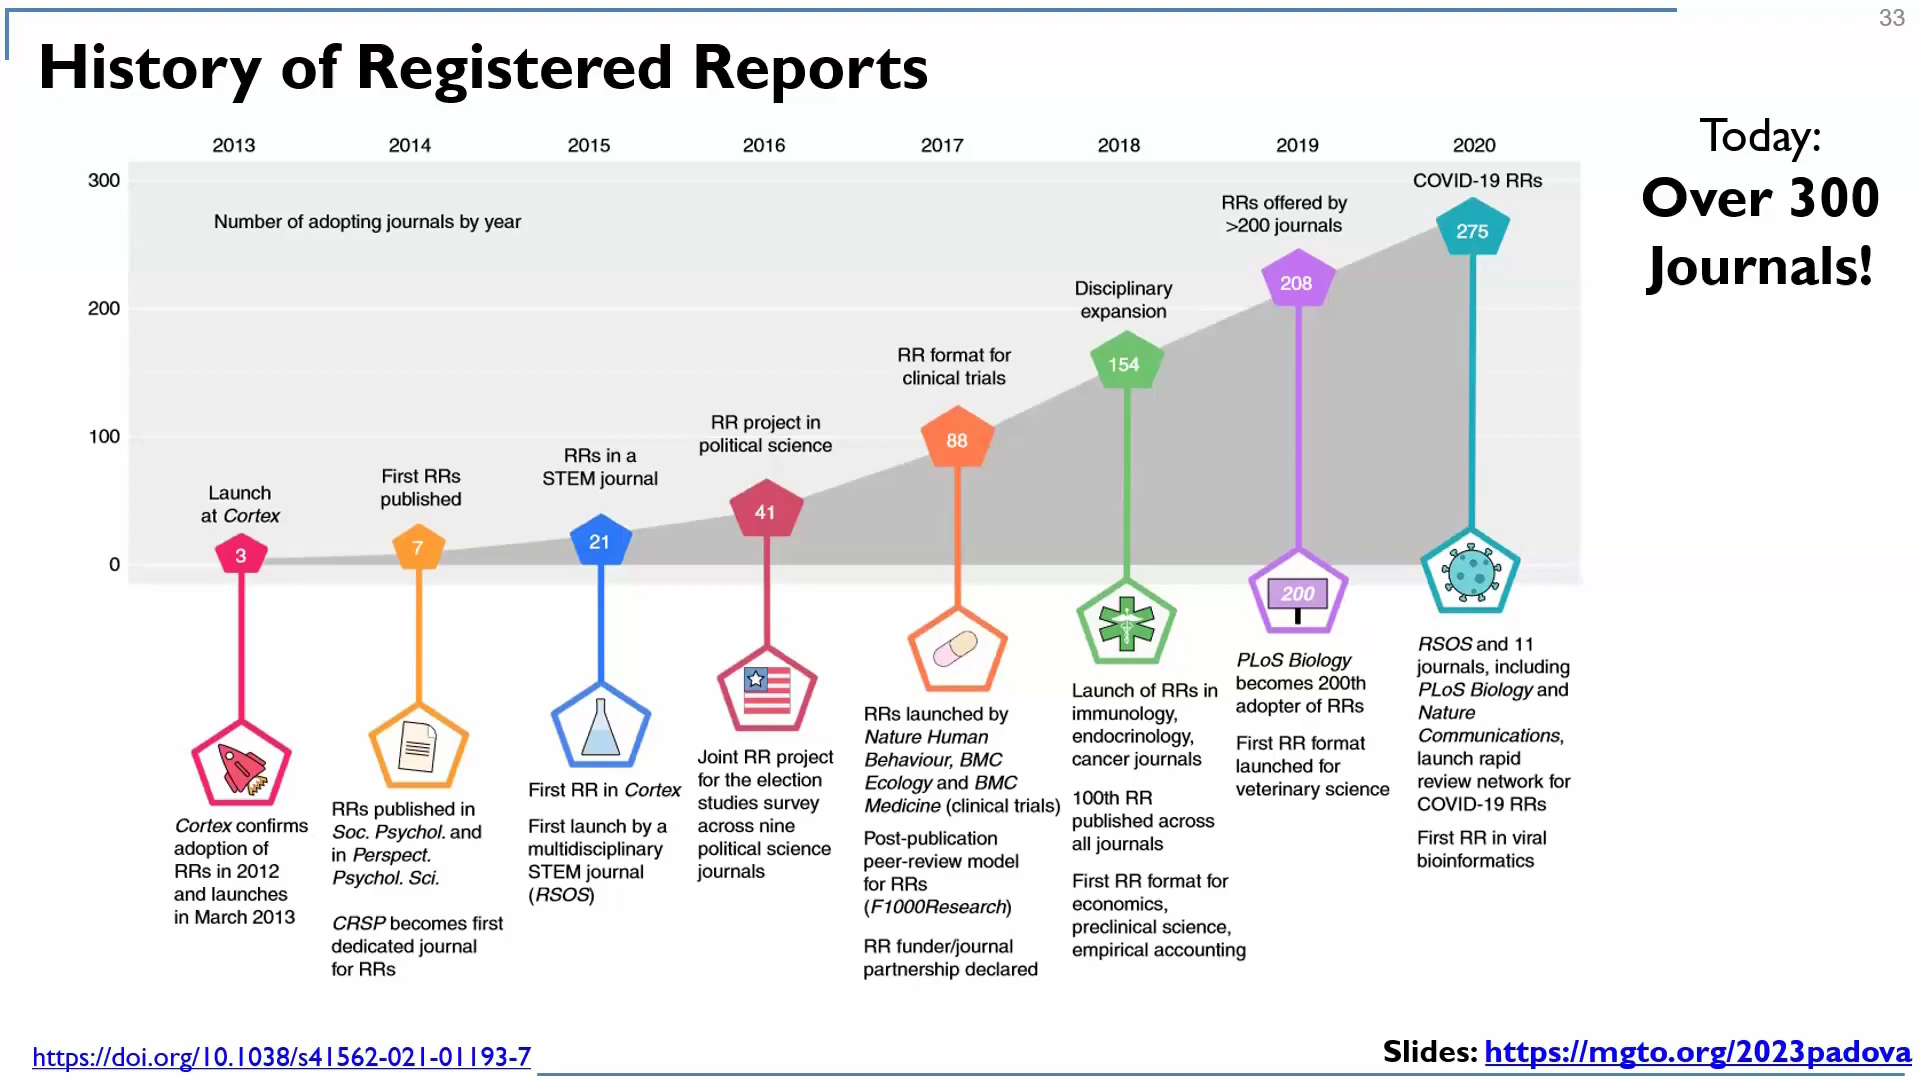 33
History of Registered Reports
Today:
Over 300
Journals!
2013 2014 2015 2016 2017 2018 2019 2020
300
200
100
0
Number of adopting journals by year
Launch
at Cortex
3
First RRs
published
7
RRs in a
STEM journal
21
RR project in
political science
41
RR format for
clinical trials
88
Disciplinary
expansion
154
RRs offered by
>200 journals
208
COVID-19 RRs
275
Cortex confirms
adoption of
RRs in 2012
and launches
in March 2013
RRs published in
Soc. Psychol. and
in Perspect.
Psychol. Sci.
CRSP becomes first
dedicated journal
for RRs
First RR in Cortex
First launch by a
multidisciplinary
STEM journal
(RSOS)
Joint RR project
for the election
studies survey
across nine
political science
journals
RRs launched by
Nature Human
Behaviour, BMC
Ecology and BMC
Medicine (clinical trials)
Post-publication
peer-review model
for RRs
(F1000Research)
RR funder/journal
partnership declared
Launch of RRs in
immunology,
endocrinology,
cancer journals
100th RR
published across
all journals
First RR format for
economics,
preclinical science,
empirical accounting
200
PLoS Biology
becomes 200th
adopter of RRs
First RR format
launched for
veterinary science
RSOS and 11
journals, including
PLoS Biology and
Nature
Communications,
launch rapid
review network for
COVID-19 RRs
First RR in viral
bioinformatics
https://doi.org/10.1038/s41562-021-01193-7
Slides: https://mgto.org/2023padova